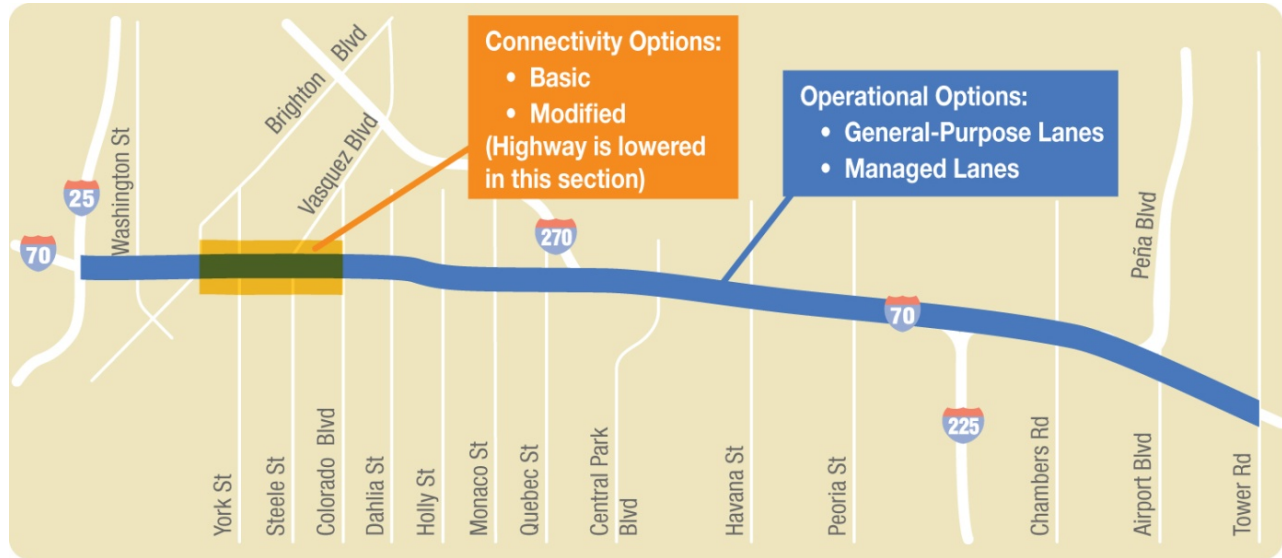 Connectivity Options:
• Basic
• Modified
(Highway is lowered
in this section)
Operational Options:
• General-Purpose Lanes
• Managed Lanes
Brighton Blvd
Vasquez Blvd
Washington St
Peña Blvd
25
70
270
70
225
York St
Steele St
Colorado Blvd
Dahlia St
Holly St
Monaco St
Quebec St
Central Park
Blvd
Havana St
Peoria St
Chambers Rd
Airport Blvd
Tower Rd